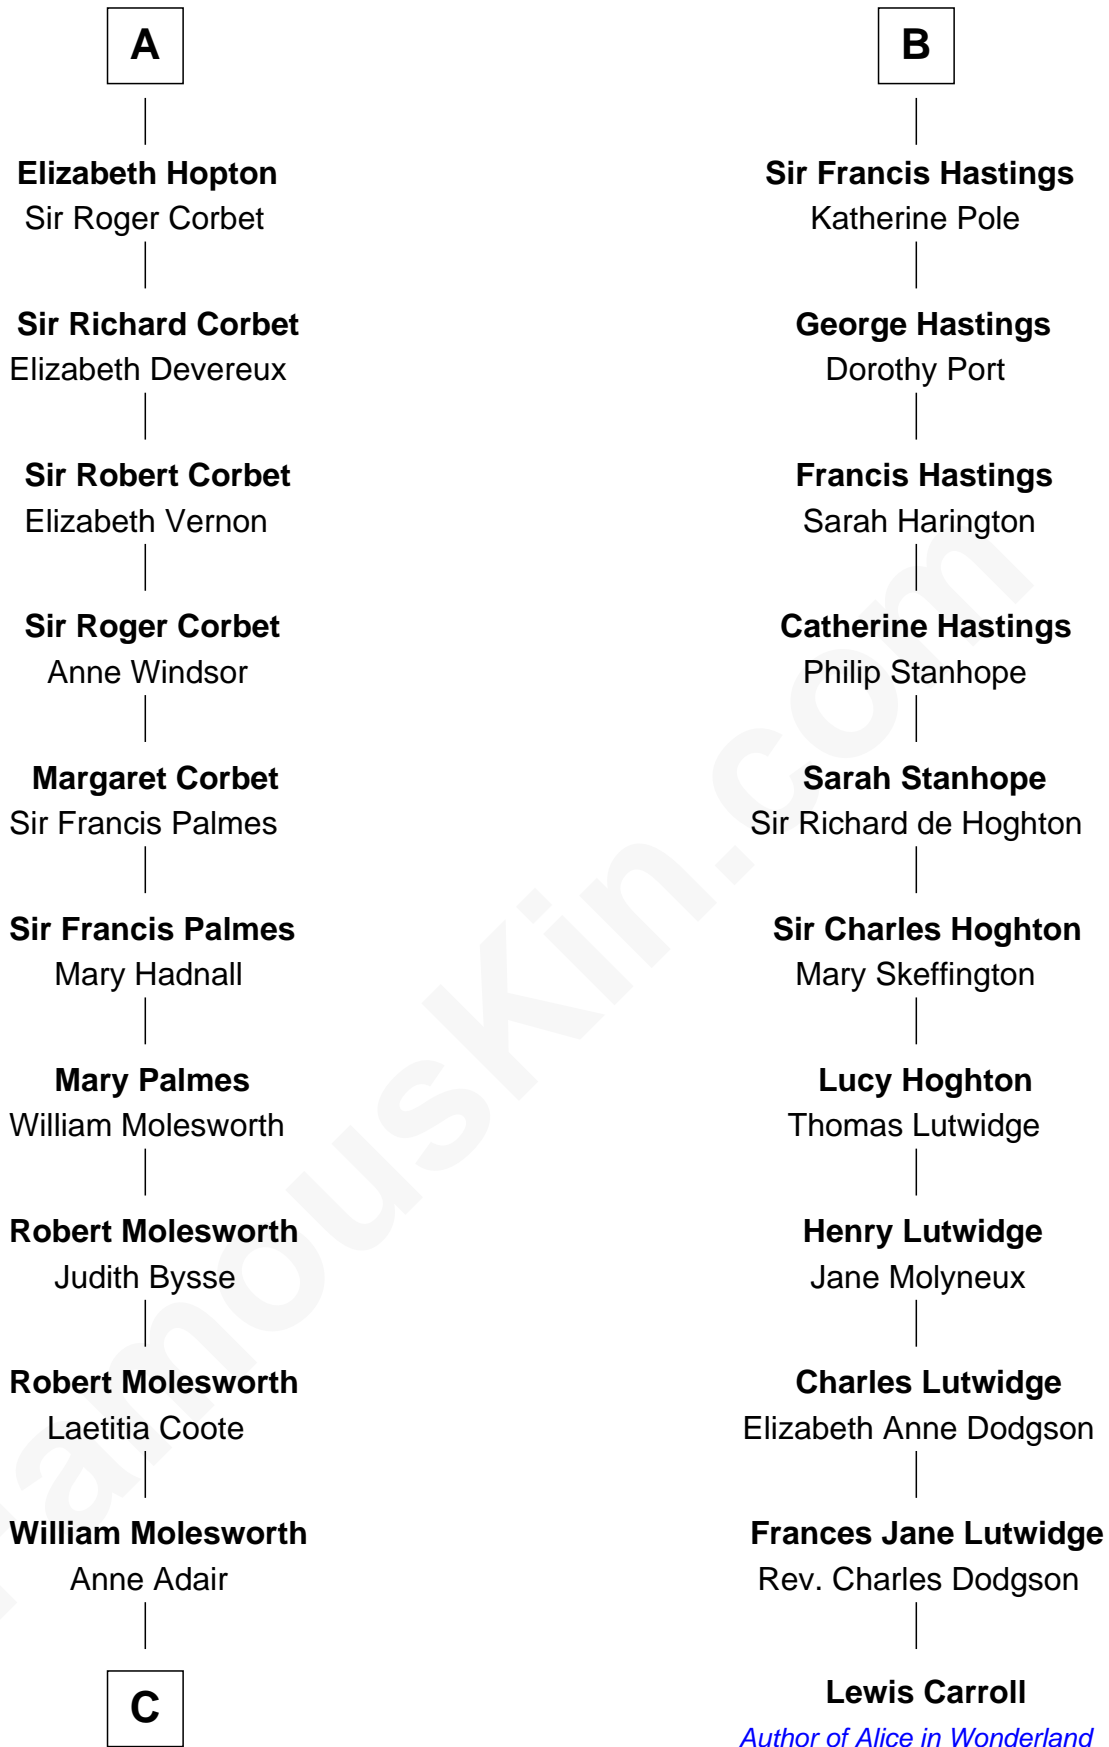 A
Elizabeth Hopton
Sir Roger Corbet
Sir Richard Corbet
Elizabeth Devereux
Sir Robert Corbet
Elizabeth Vernon
Sir Roger Corbet
Anne Windsor
Margaret Corbet
Sir Francis Palmes
Sir Francis Palmes
Mary Hadnall
Mary Palmes
William Molesworth
Robert Molesworth
Judith Bysse
Robert Molesworth
Laetitia Coote
William Molesworth
Anne Adair
C
B
Sir Francis Hastings
Katherine Pole
George Hastings
Dorothy Port
Francis Hastings
Sarah Harington
Catherine Hastings
Philip Stanhope
Sarah Stanhope
Sir Richard de Hoghton
Sir Charles Hoghton
Mary Skeffington
Lucy Hoghton
Thomas Lutwidge
Henry Lutwidge
Jane Molyneux
Charles Lutwidge
Elizabeth Anne Dodgson
Frances Jane Lutwidge
Rev. Charles Dodgson
Lewis Carroll
Author of Alice in Wonderland
FamousKin.com